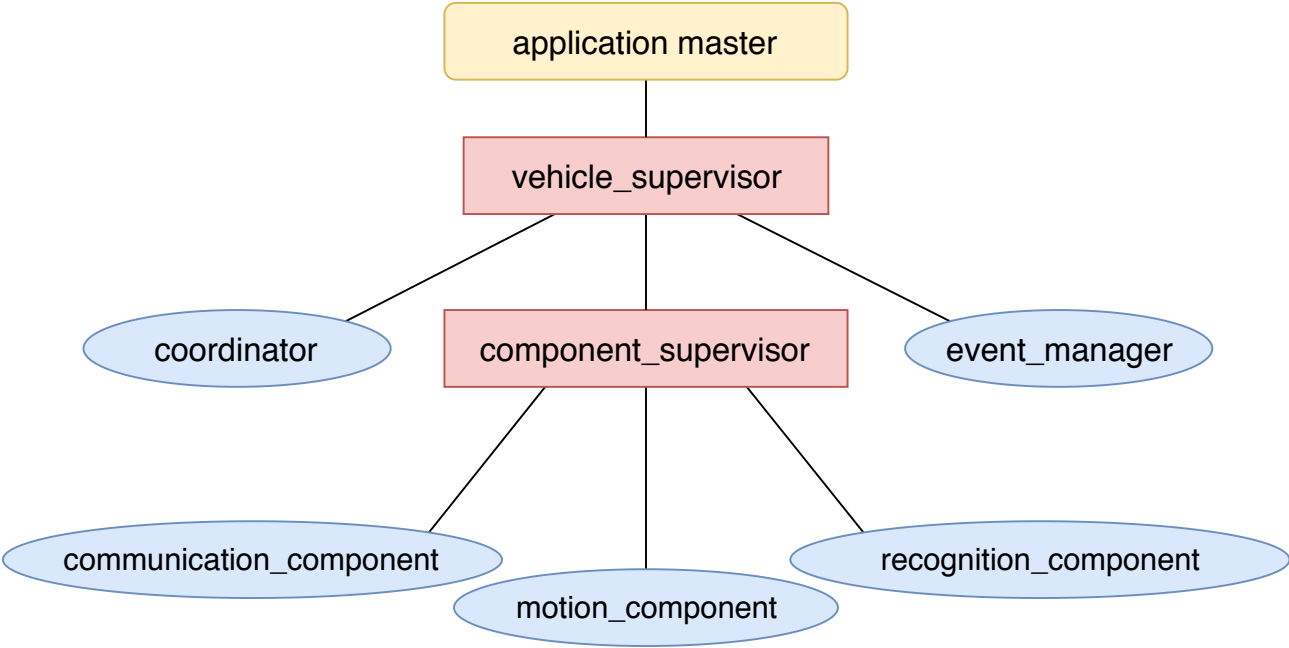 application master
vehicle_supervisor
coordinator
component_supervisor
event_manager
communication_component
motion_component
recognition_component